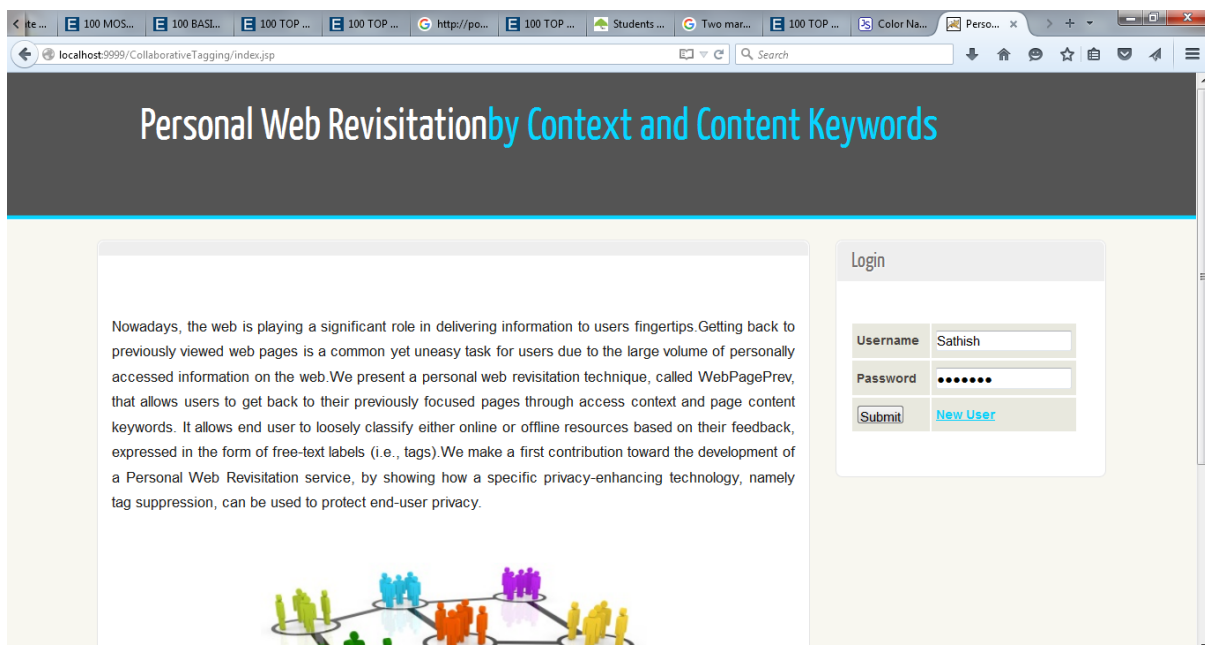 ite ... 100 MOS... 100 BASI... 100 TOP ... 100 TOP ... http://po... 100 TOP ... Students ... Two mar... 100 TOP ... Color Na... Perso... ×
localhost:9999/CollaborativeTagging/index.jsp Search
Personal Web Revisitationby Context and Content Keywords
Nowadays, the web is playing a significant role in delivering information to users fingertips.Getting back to
previously viewed web pages is a common yet uneasy task for users due to the large volume of personally
accessed information on the web.We present a personal web revisitation technique, called WebPagePrev,
that allows users to get back to their previously focused pages through access context and page content
keywords. It allows end user to loosely classify either online or offline resources based on their feedback,
expressed in the form of free-text labels (i.e., tags).We make a first contribution toward the development of
a Personal Web Revisitation service, by showing how a specific privacy-enhancing technology, namely
tag suppression, can be used to protect end-user privacy.
Login
Username Sathish
Password •••••••
Submit New User